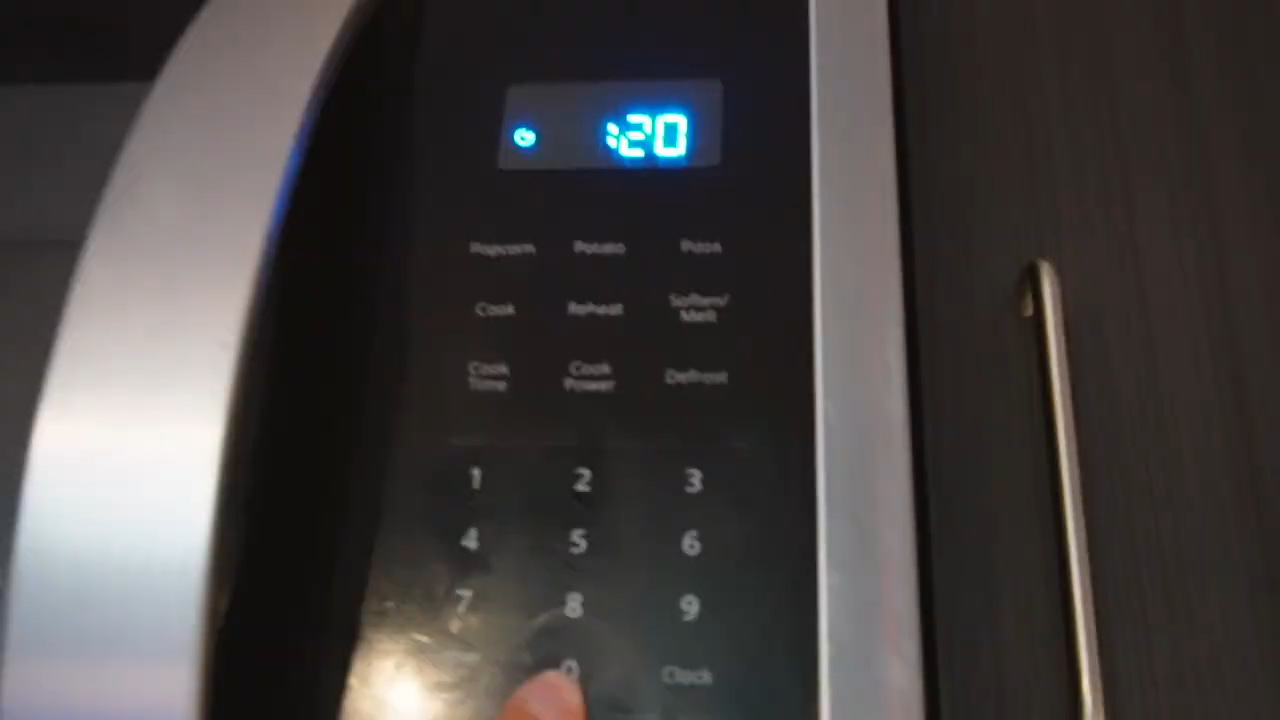 :20
Popcorn Potato Pizza
Cook Reheat Soften/
Melt
Cook
Time Cook
Power Defrost
1 2 3
4 5 6
7 8 9
0 Clock